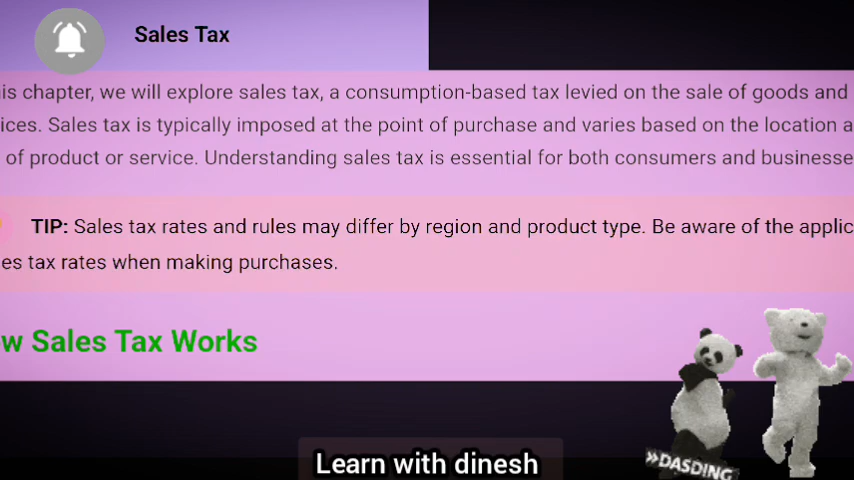 Sales Tax
is chapter, we will explore sales tax, a consumption-based tax levied on the sale of goods and
ices. Sales tax is typically imposed at the point of purchase and varies based on the location a
of product or service. Understanding sales tax is essential for both consumers and businesse
TIP: Sales tax rates and rules may differ by region and product type. Be aware of the applic
es tax rates when making purchases.
w Sales Tax Works
Learn with dinesh
»DASDING